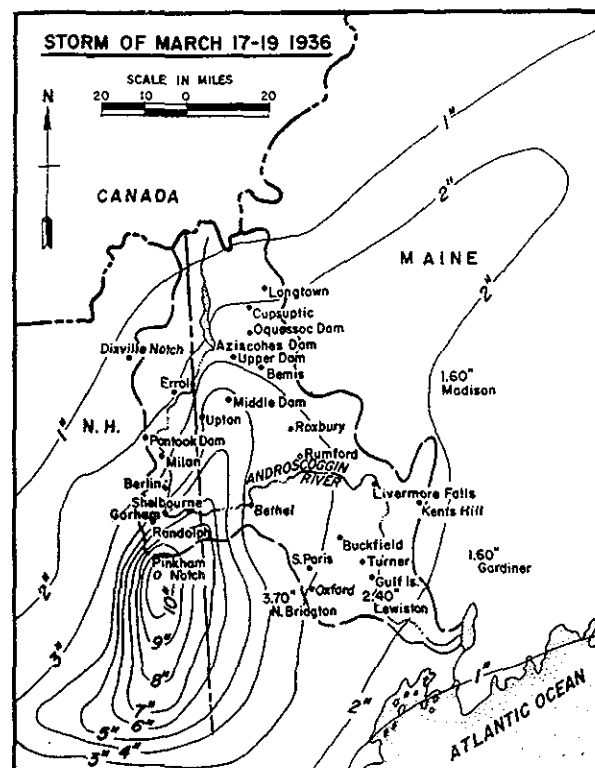 STORM OF MARCH 17-19 1936
SCALE IN MILES
20 10 0 20
N
CANADA
1"
2"
MAINE
2"
Longtown
Cupsuptic
Oquossoc Dam
Dixville Notch
Aziscohos Dam
Upper Dam
Bemis
1.60"
Madison
Errol
Middle Dam
1"
N.H.
Upton
Roxbury
Pontook Dam
Milan
Rumford
ANDROSCOGGIN
RIVER
Berlin
Livermore Falls
Shelbourne
Gorham
Bethel
Kents Hill
Randolph
Buckfield
1.60"
Gardiner
Pinkham
Notch
S. Paris
Turner
2"
10"
3.70"
N. Bridgton
Oxford
Gulf Is.
2.40"
Lewiston
9"
3"
8"
1"
7"
2"
6"
5"
4"
3"
ATLANTIC OCEAN